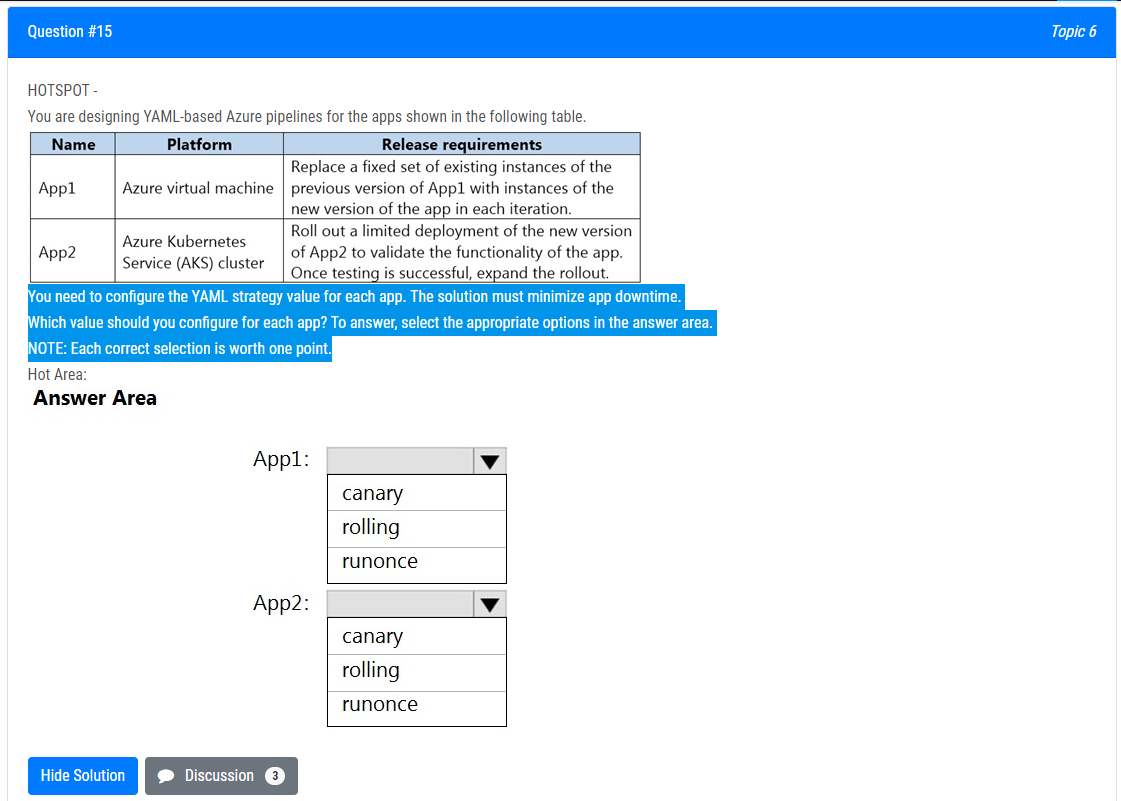 Question #15
Topic 6
HOTSPOT -
You are designing YAML-based Azure pipelines for the apps shown in the following table.
Name Platform Release requirements
App1 Azure virtual machine Replace a fixed set of existing instances of the
previous version of App1 with instances of the
new version of the app in each iteration.
App2 Azure Kubernetes
Service (AKS) cluster
Roll out a limited deployment of the new version
of App2 to validate the functionality of the app.
Once testing is successful, expand the rollout.
You need to configure the YAML strategy value for each app. The solution must minimize app downtime.
Which value should you configure for each app? To answer, select the appropriate options in the answer area.
NOTE: Each correct selection is worth one point.
Hot Area:
Answer Area
App1:
canary
rolling
runonce
App2:
canary
rolling
runonce
Hide Solution
Discussion 3